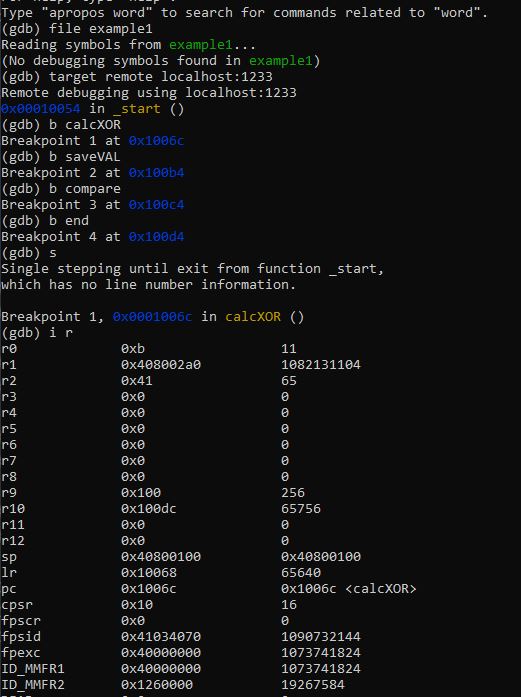 Type "apropos word" to search for commands related to "word".
(gdb) file example1
Reading symbols from example1...
(No debugging symbols found in example1)
(gdb) target remote localhost:1233
Remote debugging using localhost:1233
0x00010054 in _start ()
(gdb) b calcXOR
Breakpoint 1 at 0x1006c
(gdb) b saveVAL
Breakpoint 2 at 0x100b4
(gdb) b compare
Breakpoint 3 at 0x100c4
(gdb) b end
Breakpoint 4 at 0x100d4
(gdb) s
Single stepping until exit from function _start,
which has no line number information.
Breakpoint 1, 0x0001006c in calcXOR ()
(gdb) i r
r0 0xb 11
r1 0x408002a0 1082131104
r2 0x41 65
r3 0x0 0
r4 0x0 0
r5 0x0 0
r6 0x0 0
r7 0x0 0
r8 0x0 0
r9 0x100 256
r10 0x100dc 65756
r11 0x0 0
r12 0x0 0
sp 0x40800100 0x40800100
lr 0x10068 65640
pc 0x1006c 0x1006c <calcXOR>
cpsr 0x10 16
fpscr 0x0 0
fpsid 0x41034070 1090732144
fpexc 0x40000000 1073741824
ID_MMFR1 0x40000000 1073741824
ID_MMFR2 0x1260000 19267584